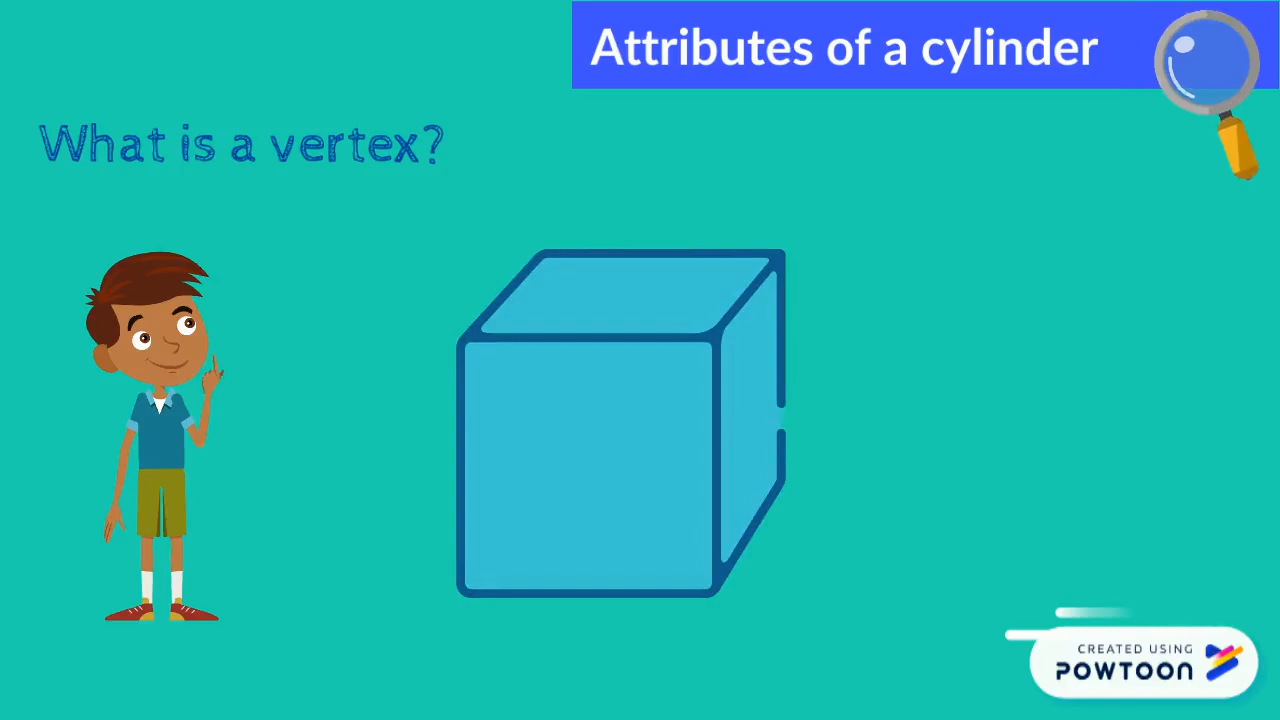 Attributes of a cylinder
What is a vertex?
CREATED USING
POWTOON